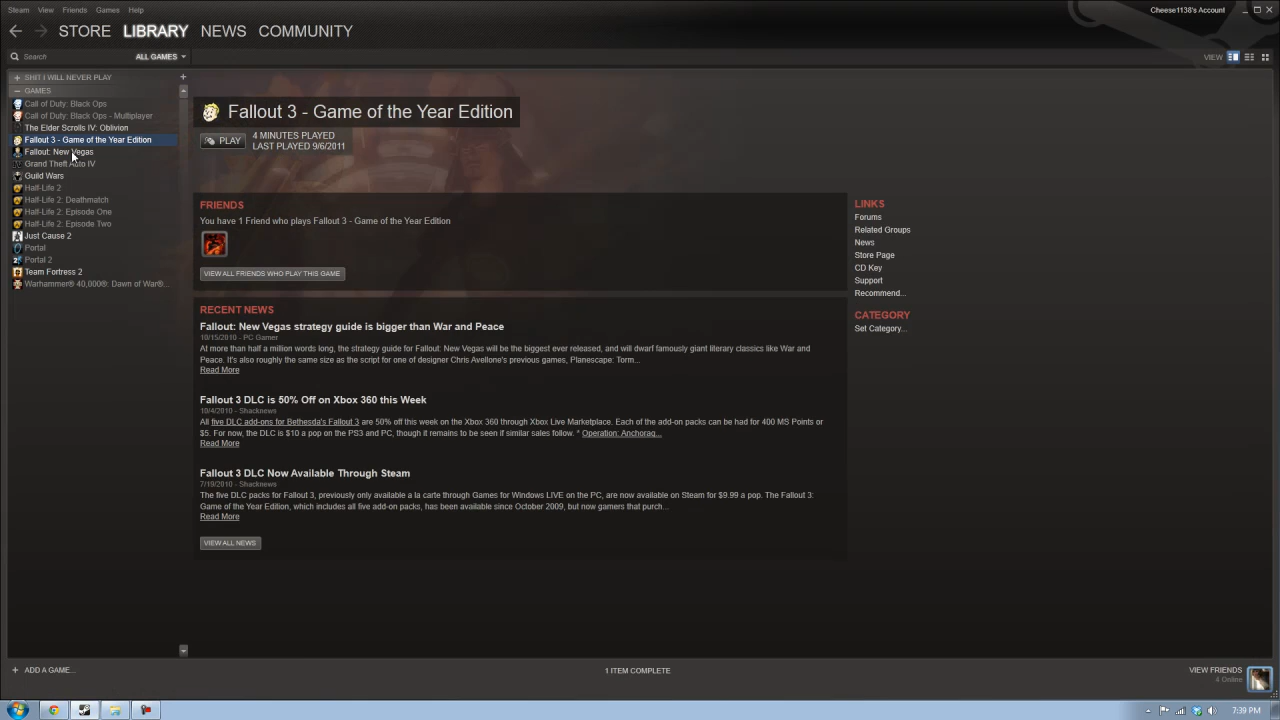 Steam View Friends Games Help
Cheese1138's Account
STORE LIBRARY NEWS COMMUNITY
Search
ALL GAMES
VIEW
+ SHIT I WILL NEVER PLAY +
− GAMES
Call of Duty: Black Ops
Call of Duty: Black Ops - Multiplayer
The Elder Scrolls IV: Oblivion
Fallout 3 - Game of the Year Edition
Fallout: New Vegas
Grand Theft Auto IV
Guild Wars
Half-Life 2
Half-Life 2: Deathmatch
Half-Life 2: Episode One
Half-Life 2: Episode Two
Just Cause 2
Portal
Portal 2
Team Fortress 2
Warhammer® 40,000®: Dawn of War®...
Fallout 3 - Game of the Year Edition
PLAY
4 MINUTES PLAYED
LAST PLAYED 9/6/2011
FRIENDS
You have 1 Friend who plays Fallout 3 - Game of the Year Edition
VIEW ALL FRIENDS WHO PLAY THIS GAME
RECENT NEWS
Fallout: New Vegas strategy guide is bigger than War and Peace
10/15/2010 - PC Gamer
At more than half a million words long, the strategy guide for Fallout: New Vegas will be the biggest ever released, and will dwarf famously giant literary classics like War and
Peace. It's also roughly the same size as the script for one of designer Chris Avellone's previous games, Planescape: Torm...
Read More
Fallout 3 DLC is 50% Off on Xbox 360 this Week
10/4/2010 - Shacknews
All five DLC add-ons for Bethesda's Fallout 3 are 50% off this week on the Xbox 360 through Xbox Live Marketplace. Each of the add-on packs can be had for 400 MS Points or
$5. For now, the DLC is $10 a pop on the PS3 and PC, though it remains to be seen if similar sales follow. * Operation: Anchorag...
Read More
Fallout 3 DLC Now Available Through Steam
7/19/2010 - Shacknews
The five DLC packs for Fallout 3, previously only available a la carte through Games for Windows LIVE on the PC, are now available on Steam for $9.99 a pop. The Fallout 3:
Game of the Year Edition, which includes all five add-on packs, has been available since October 2009, but now gamers that purch...
Read More
VIEW ALL NEWS
LINKS
Forums
Related Groups
News
Store Page
CD Key
Support
Recommend...
CATEGORY
Set Category...
+ ADD A GAME...
1 ITEM COMPLETE
VIEW FRIENDS
4 Online
7:39 PM